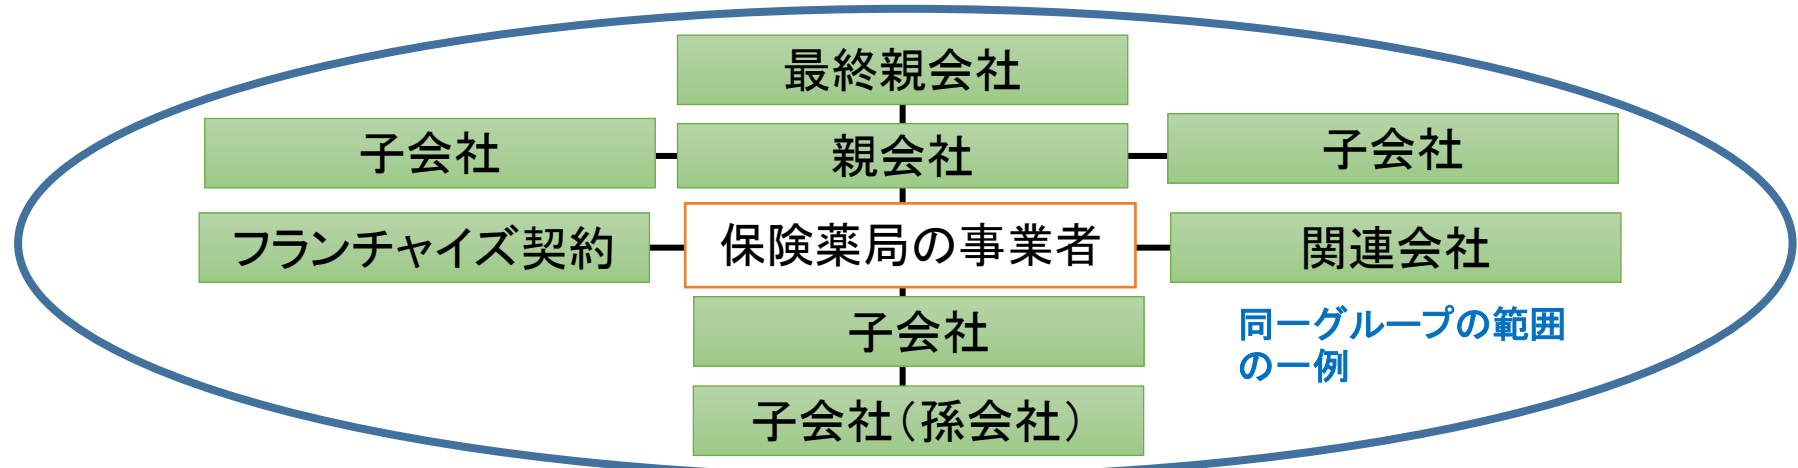 最終親会社
子会社
親会社
子会社
フランチャイズ契約
保険薬局の事業者
関連会社
子会社
同一グループの範囲
の一例
子会社（孫会社）